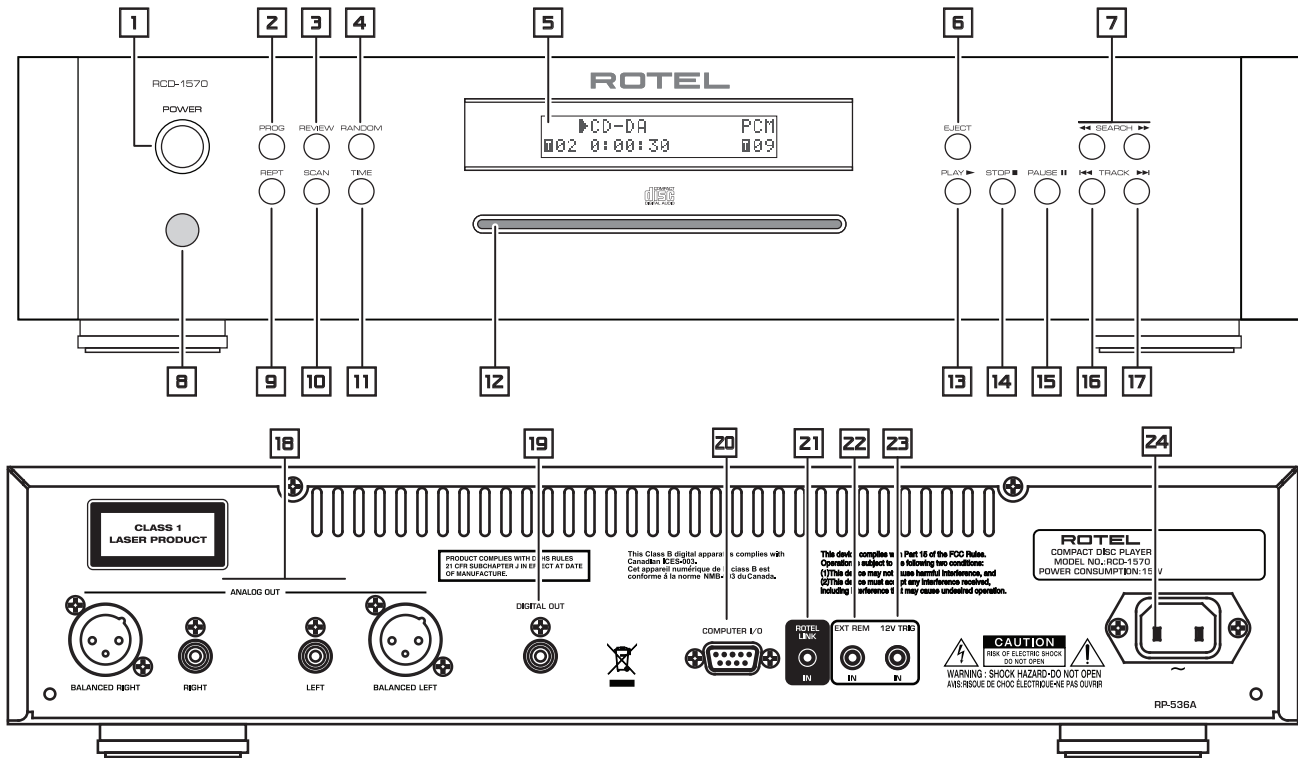 1 2 3 4 5 6 7
RCD-1570
POWER
ROTEL
PROG REVIEW RANDOM
CD-DA PCM
T02 0:00:30 T09
EJECT
SEARCH
REPT SCAN TIME
PLAY STOP PAUSE TRACK
COMPACT
disc
DIGITAL AUDIO
8 9 10 11 12 13 14 15 16 17
18 19 20 21 22 23 24
CLASS 1
LASER PRODUCT
PRODUCT COMPLIES WITH D HS RULES
21 CFR SUBCHAPTER J IN EFFECT AT DATE
OF MANUFACTURE.
This Class B digital apparatus complies with
Canadian ICES-003.
Cet appareil numérique de l class B est
conforme á la norme NMB- 03 du Canada.
This device complies with Part 15 of the FCC Rules.
Operation is subject to the following two conditions:
(1)This device may not cause harmful interference, and
(2)This device must accept any interference received,
including interference that may cause undesired operation.
ROTEL
COMPACT DISC PLAYER
MODEL NO.:RCD-1570
POWER CONSUMPTION:15W
ANALOG OUT
DIGITAL OUT
COMPUTER I/O
ROTEL
LINK
IN
EXT REM
IN
12V TRIG
IN
BALANCED RIGHT RIGHT LEFT BALANCED LEFT
CAUTION
RISK OF ELECTRIC SHOCK
DO NOT OPEN
WARNING : SHOCK HAZARD-DO NOT OPEN
AVIS:RISQUE DE CHOC ÉLECTRIQUE-NE PAS OUVRIR
RP-536A